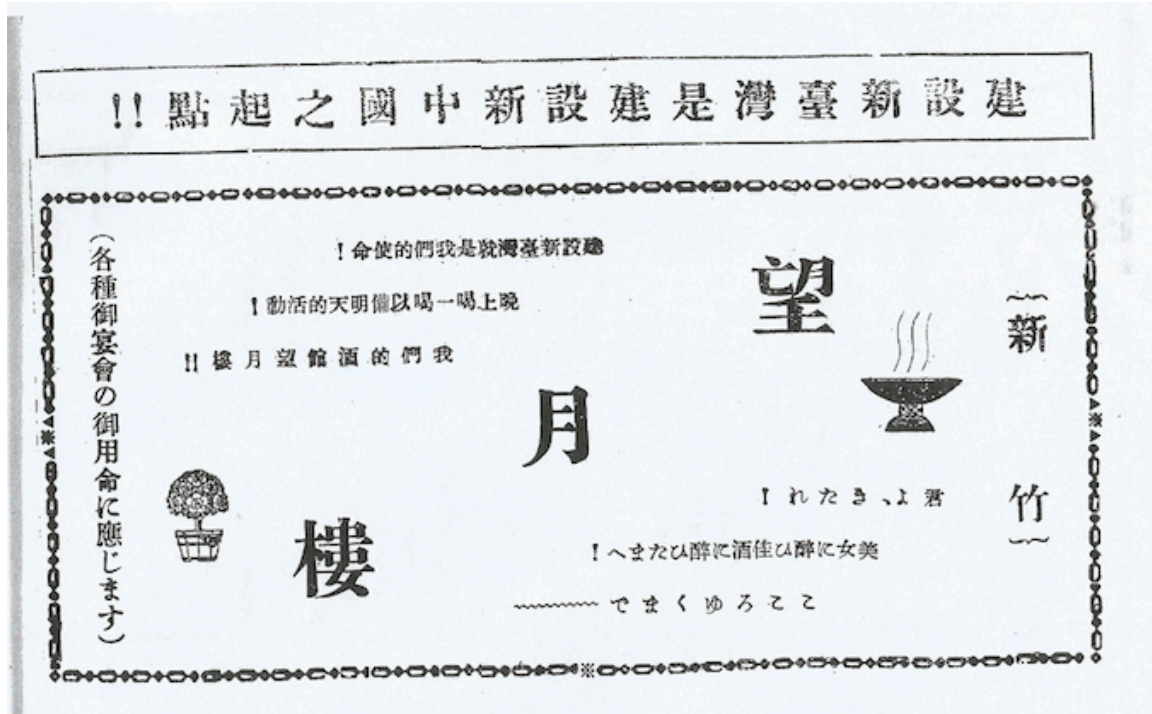 建設新臺灣是建設新中國之起點!!
新竹
望月樓
建設新臺灣就是我們的使命!
晚上喝一喝以備明天的活動!
我們的酒館望月樓!!
君よ、きたれ!
美女に醉ひ佳酒に醉ひたまへ!
こころゆくまで
(各種御宴會の御用命に應じます)